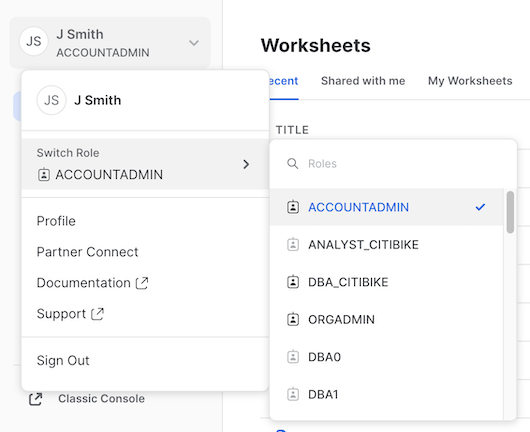 JS
J Smith
ACCOUNTADMIN
JS
J Smith
Switch Role
ACCOUNTADMIN
Profile
Partner Connect
Documentation
Support
Sign Out
Classic Console
Worksheets
Shared with me
My Worksheets
TITLE
Roles
ACCOUNTADMIN
ANALYST_CITIBIKE
DBA_CITIBIKE
ORGADMIN
DBA0
DBA1